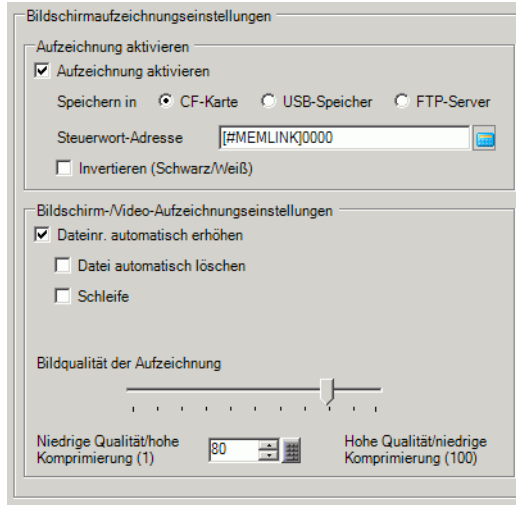 Bildschirmaufzeichnungseinstellungen
Aufzeichnung aktivieren
Aufzeichnung aktivieren
Speichern in CF-Karte USB-Speicher FTP-Server
Steuerwort-Adresse [#MEMLINK]0000
Invertieren (Schwarz/Weiß)
Bildschirm-/Video-Aufzeichnungseinstellungen
Dateinr. automatisch erhöhen
Datei automatisch löschen
Schleife
Bildqualität der Aufzeichnung
Niedrige Qualität/hohe
Komprimierung (1)
80
Hohe Qualität/niedrige
Komprimierung (100)